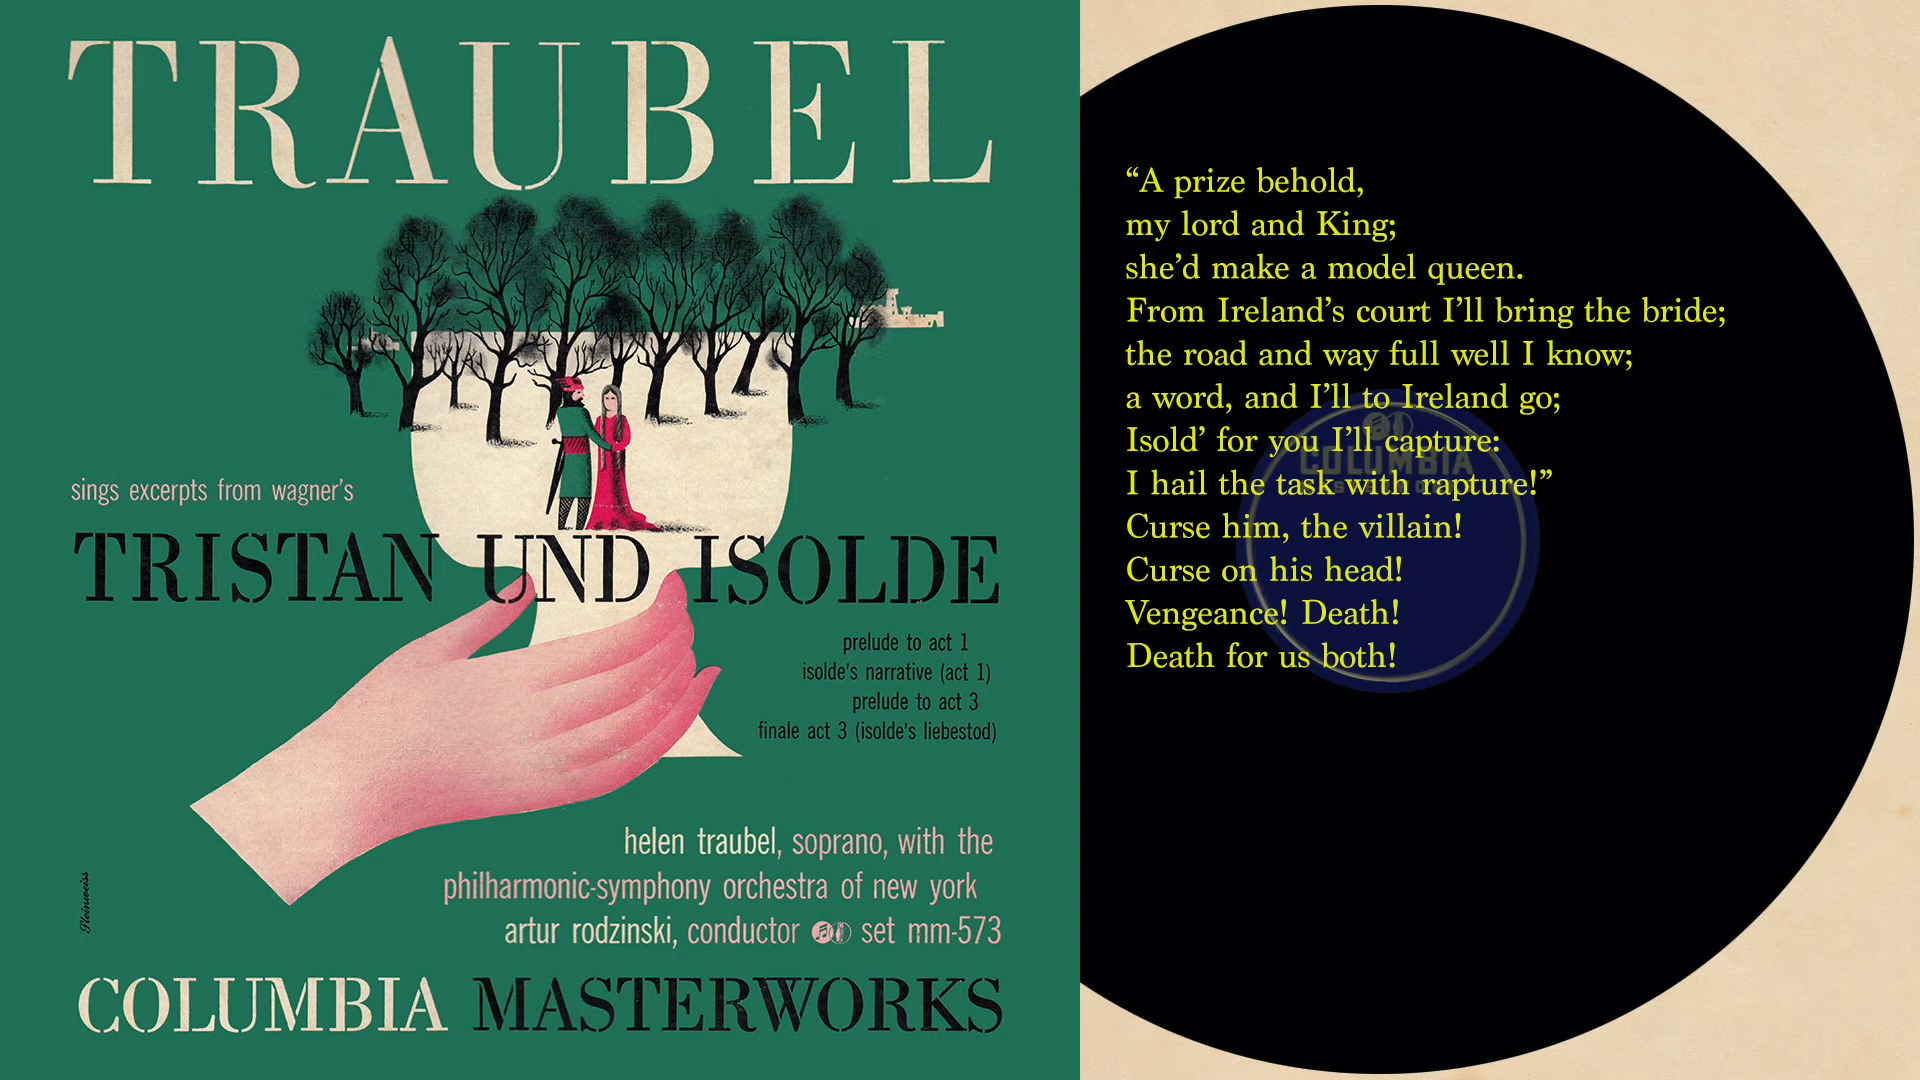 TRAUBEL
sings excerpts from wagner's
TRISTAN UND ISOLDE
prelude to act 1
isolde's narrative (act 1)
prelude to act 3
finale act 3 (isolde's liebestod)
helen traubel, soprano, with the
philharmonic-symphony orchestra of new york
artur rodzinski, conductor set mm-573
Steinweiss
COLUMBIA MASTERWORKS
“A prize behold,
my lord and King;
she’d make a model queen.
From Ireland’s court I’ll bring the bride;
the road and way full well I know;
a word, and I’ll to Ireland go;
Isold’ for you I’ll capture:
I hail the task with rapture!”
Curse him, the villain!
Curse on his head!
Vengeance! Death!
Death for us both!
COLUMBIA